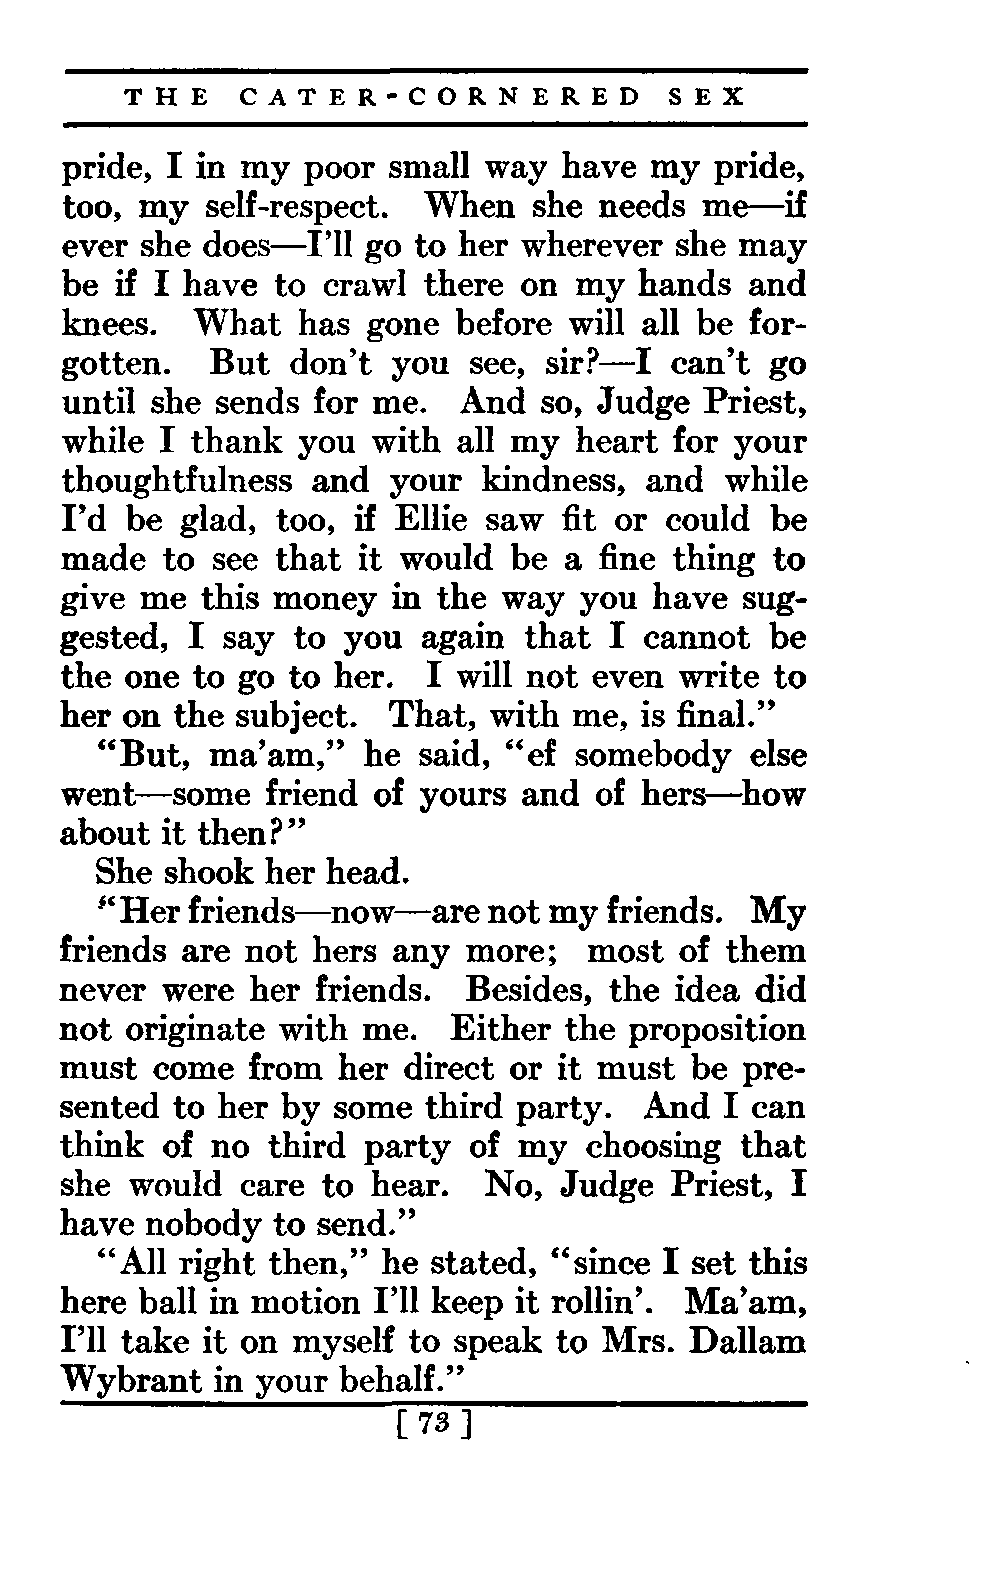 THE CATER-CORNERED SEX
pride, I in my poor small way have my pride,
too, my self-respect. When she needs me—if
ever she does—I'll go to her wherever she may
be if I have to crawl there on my hands and
knees. What has gone before will all be for-
gotten. But don't you see, sir?—I can't go
until she sends for me. And so, Judge Priest,
while I thank you with all my heart for your
thoughtfulness and your kindness, and while
I'd be glad, too, if Ellie saw fit or could be
made to see that it would be a fine thing to
give me this money in the way you have sug-
gested, I say to you again that I cannot be
the one to go to her. I will not even write to
her on the subject. That, with me, is final."
"But, ma'am," he said, "ef somebody else
went—some friend of yours and of hers—how
about it then?"
She shook her head.
"Her friends—now—are not my friends. My
friends are not hers any more; most of them
never were her friends. Besides, the idea did
not originate with me. Either the proposition
must come from her direct or it must be pre-
sented to her by some third party. And I can
think of no third party of my choosing that
she would care to hear. No, Judge Priest, I
have nobody to send."
"All right then," he stated, "since I set this
here ball in motion I'll keep it rollin'. Ma'am,
I'll take it on myself to speak to Mrs. Dallam
Wybrant in your behalf."
[ 73 ]